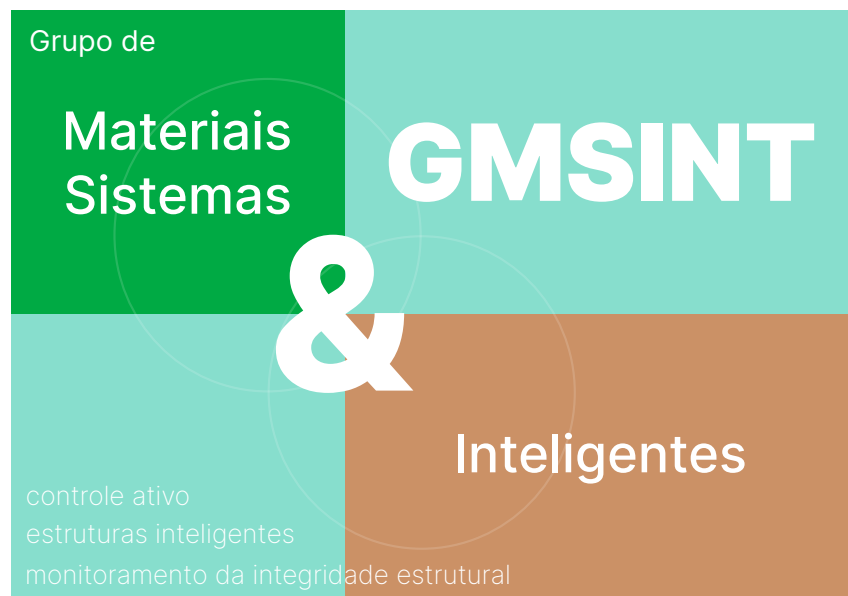 Grupo de
Materiais
Sistemas
GMSINT
&
Inteligentes
controle ativo
estruturas inteligentes
monitoramento da integridade estrutural